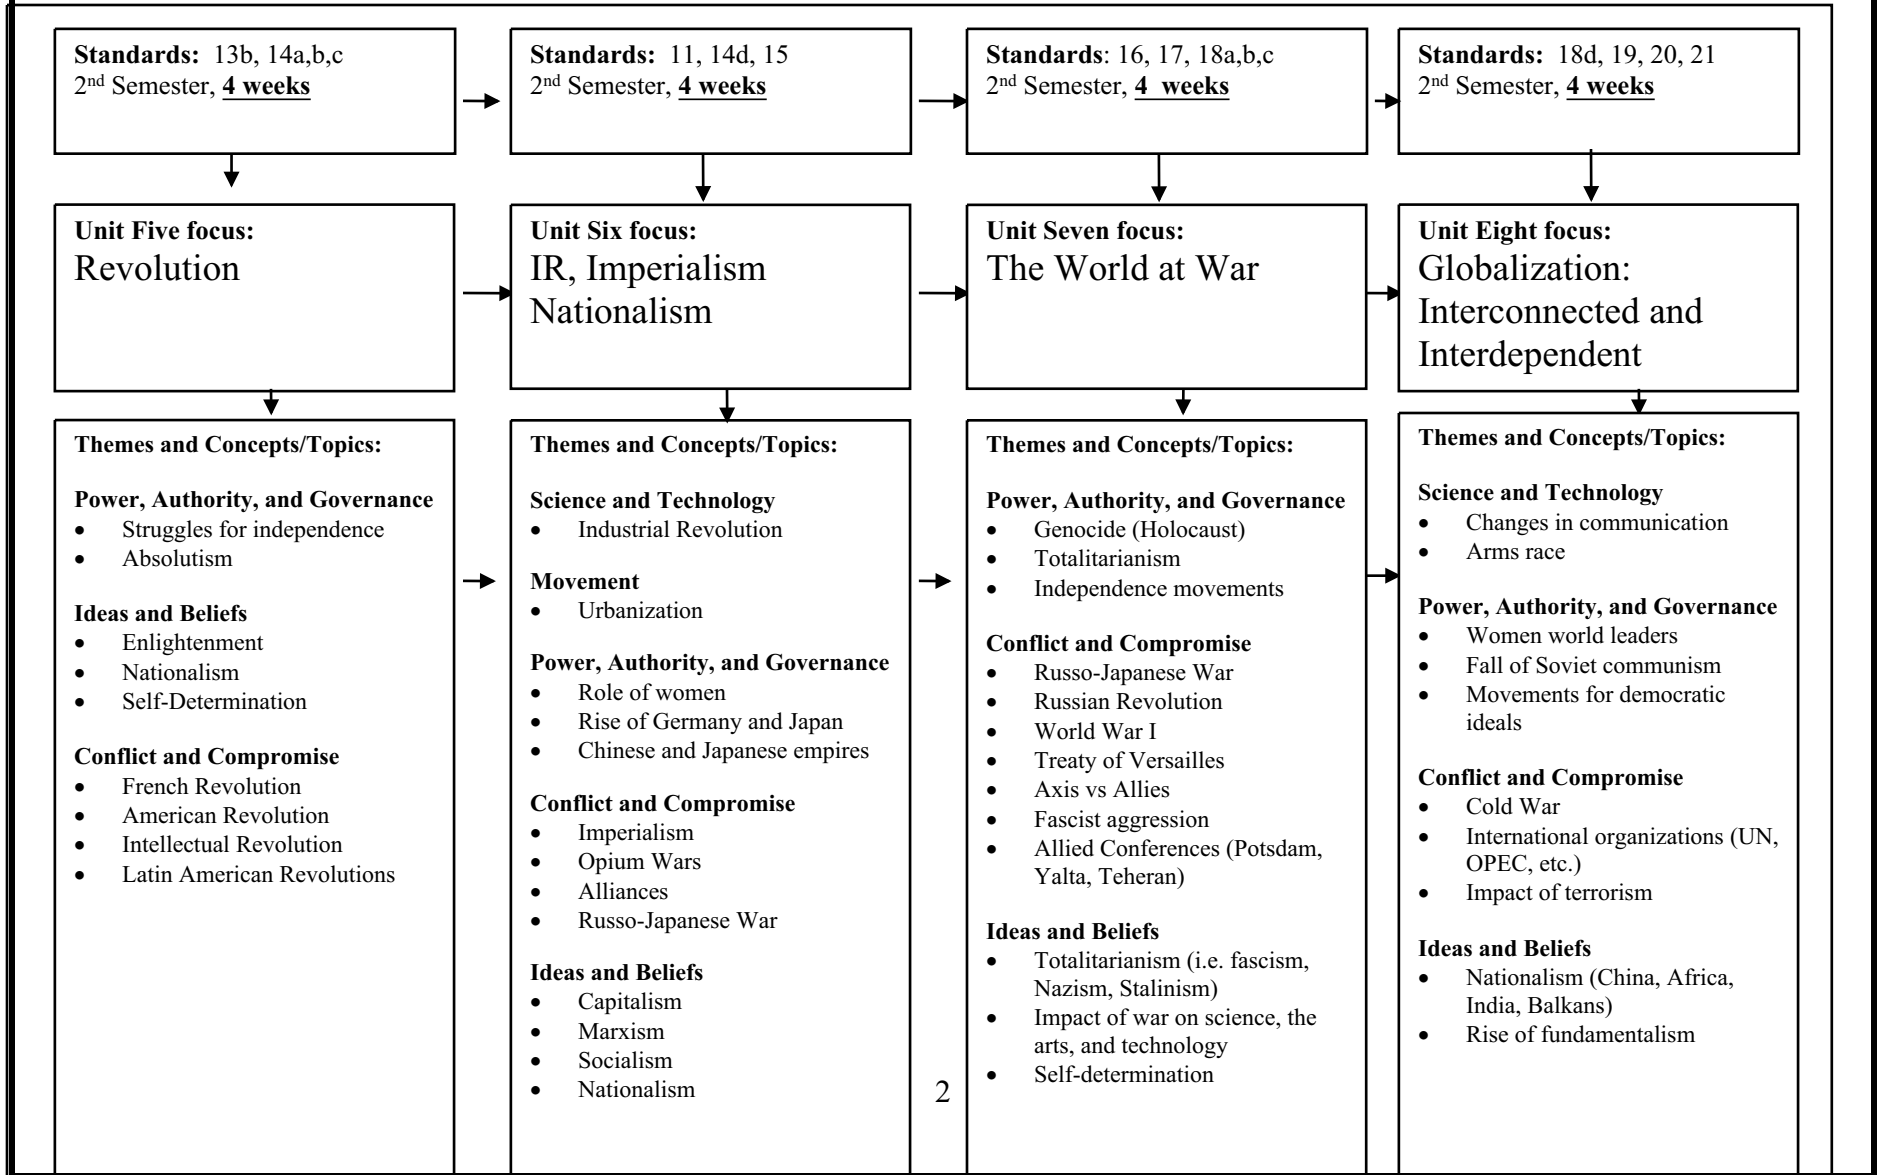 Standards: 13b, 14a,b,c
2nd Semester, 4 weeks
Standards: 11, 14d, 15
2nd Semester, 4 weeks
Standards: 16, 17, 18a,b,c
2nd Semester, 4 weeks
Standards: 18d, 19, 20, 21
2nd Semester, 4 weeks
Unit Five focus:
Revolution
Unit Six focus:
IR, Imperialism
Nationalism
Unit Seven focus:
The World at War
Unit Eight focus:
Globalization:
Interconnected and
Interdependent
Themes and Concepts/Topics:
Power, Authority, and Governance
• Struggles for independence
• Absolutism
Ideas and Beliefs
• Enlightenment
• Nationalism
• Self-Determination
Conflict and Compromise
• French Revolution
• American Revolution
• Intellectual Revolution
• Latin American Revolutions
Themes and Concepts/Topics:
Science and Technology
• Industrial Revolution
Movement
• Urbanization
Power, Authority, and Governance
• Role of women
• Rise of Germany and Japan
• Chinese and Japanese empires
Conflict and Compromise
• Imperialism
• Opium Wars
• Alliances
• Russo-Japanese War
Ideas and Beliefs
• Capitalism
• Marxism
• Socialism
• Nationalism
Themes and Concepts/Topics:
Power, Authority, and Governance
• Genocide (Holocaust)
• Totalitarianism
• Independence movements
Conflict and Compromise
• Russo-Japanese War
• Russian Revolution
• World War I
• Treaty of Versailles
• Axis vs Allies
• Fascist aggression
• Allied Conferences (Potsdam,
Yalta, Teheran)
Ideas and Beliefs
• Totalitarianism (i.e. fascism,
Nazism, Stalinism)
• Impact of war on science, the
arts, and technology
• Self-determination
Themes and Concepts/Topics:
Science and Technology
• Changes in communication
• Arms race
Power, Authority, and Governance
• Women world leaders
• Fall of Soviet communism
• Movements for democratic
ideals
Conflict and Compromise
• Cold War
• International organizations (UN,
OPEC, etc.)
• Impact of terrorism
Ideas and Beliefs
• Nationalism (China, Africa,
India, Balkans)
• Rise of fundamentalism
2